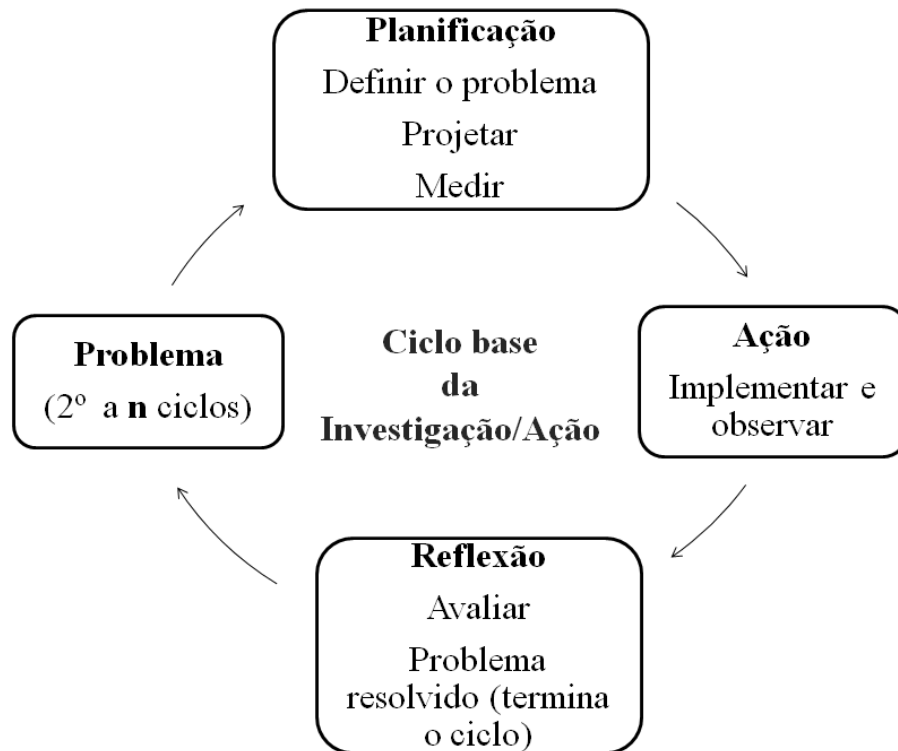 Planificação
Definir o problema
Projetar
Medir
Problema
(2º a n ciclos)
Ciclo base
da
Investigação/Ação
Ação
Implementar e
observar
Reflexão
Avaliar
Problema
resolvido (termina
o ciclo)